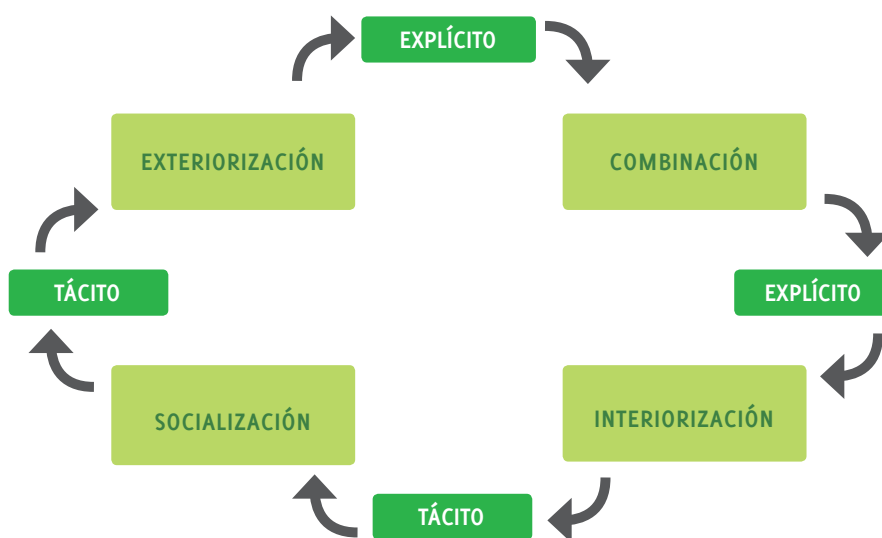 EXPLÍCITO
EXTERIORIZACIÓN
COMBINACIÓN
TÁCITO
EXPLÍCITO
SOCIALIZACIÓN
INTERIORIZACIÓN
TÁCITO